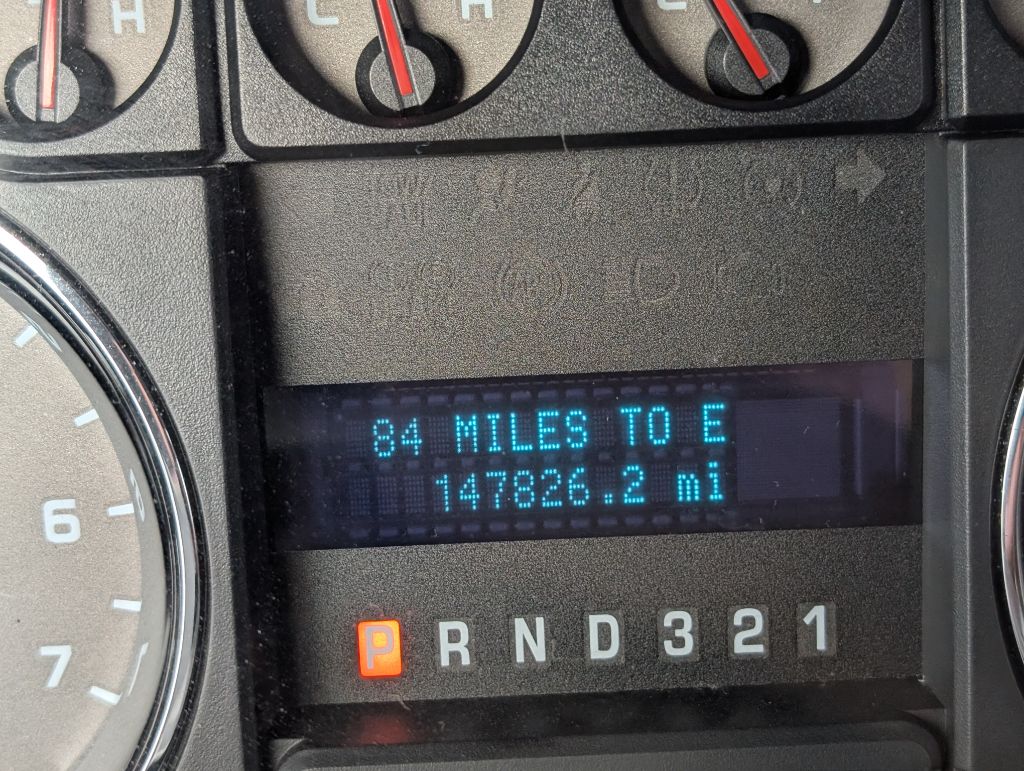 H
C H
84 MILES TO E
147826.2 mi
6
7
P R N D 3 2 1